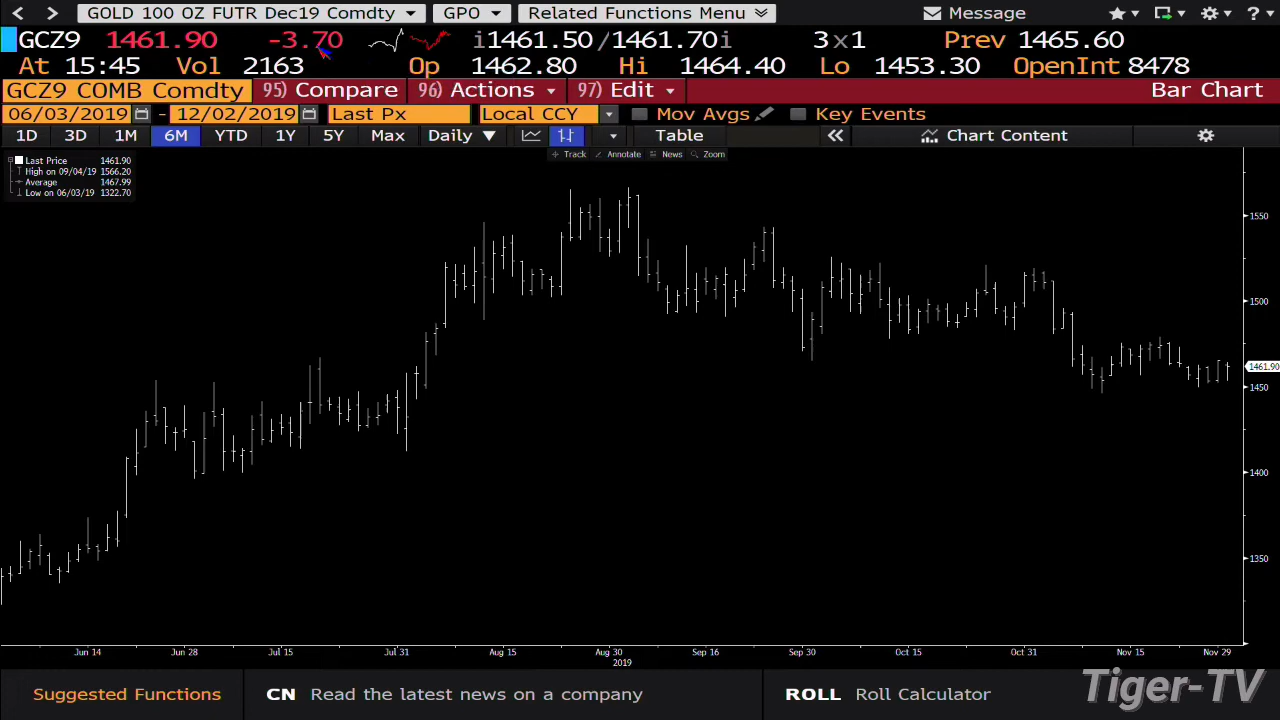 GOLD 100 OZ FUTR Dec19 Comdty GPO Related Functions Menu Message
GCZ9 1461.90 -3.70 i1461.50/1461.70i 3x1 Prev 1465.60
At 15:45 Vol 2163 Op 1462.80 Hi 1464.40 Lo 1453.30 OpenInt 8478
GCZ9 COMB Comdty 95) Compare 96) Actions 97) Edit Bar Chart
06/03/2019 - 12/02/2019 Last Px Local CCY Mov Avgs Key Events
1D 3D 1M 6M YTD 1Y 5Y Max Daily ▼ Table « Chart Content
Track Annotate News Zoom
Last Price 1461.90
High on 09/04/19 1566.20
Average 1467.99
Low on 06/03/19 1322.70
1550
1500
1461.90
1450
1400
1350
Jun 14 Jun 28 Jul 15 Jul 31 Aug 15 Aug 30 Sep 16 Sep 30 Oct 15 Oct 31 Nov 15 Nov 29
2019
Suggested Functions CN Read the latest news on a company ROLL Roll Calculator
Tiger-TV